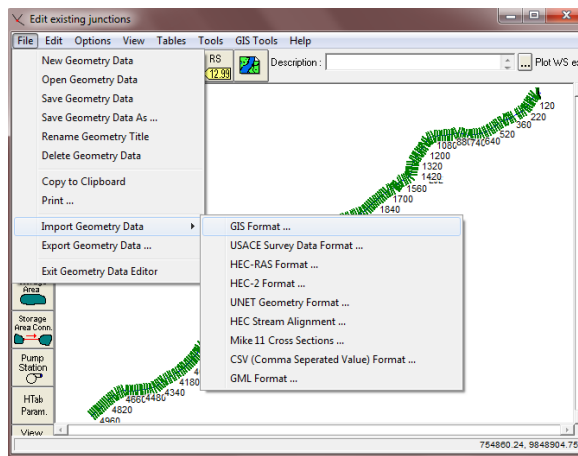 Edit existing junctions
File Edit Options View Tables Tools GIS Tools Help
New Geometry Data
Open Geometry Data
Save Geometry Data
Save Geometry Data As ...
Rename Geometry Title
Delete Geometry Data
Copy to Clipboard
Print ...
Import Geometry Data
Export Geometry Data ...
Exit Geometry Data Editor
RS
12.99
Description :
...
Plot WS e
GIS Format ...
USACE Survey Data Format ...
HEC-RAS Format ...
HEC-2 Format ...
UNET Geometry Format ...
HEC Stream Alignment ...
Mike 11 Cross Sections ...
CSV (Comma Seperated Value) Format ...
GML Format ...
120
220
360
520
640
740
880
1080
1200
1320
1420
1560
1700
1840
4180
4340
4480
4660
4820
4960
Area
Storage
Area Conn.
Pump
Station
HTab
Param.
View
754860.24, 9848904.75